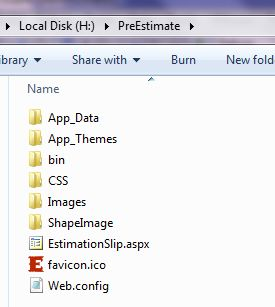 Local Disk (H:) PreEstimate
ibrary Share with Burn New fold
Name
App_Data
App_Themes
bin
CSS
Images
ShapeImage
EstimationSlip.aspx
favicon.ico
Web.config